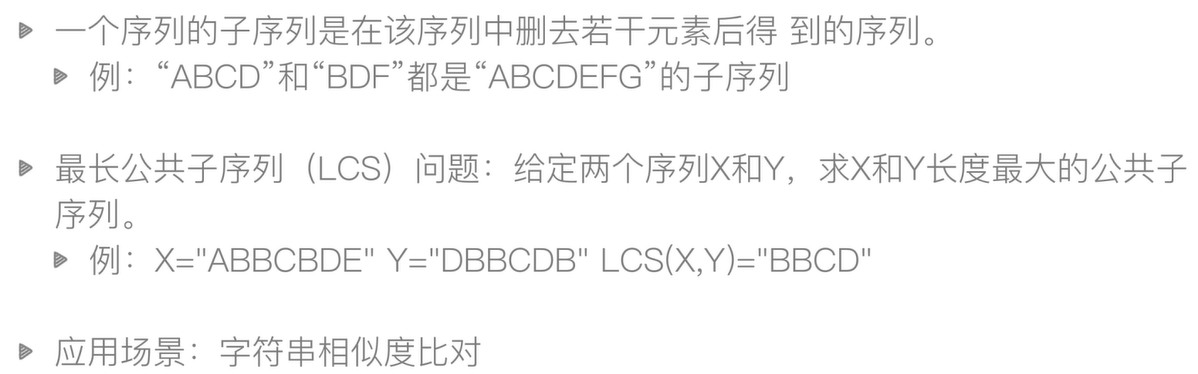 一个序列的子序列是在该序列中删去若干元素后得 到的序列。
例：“ABCD”和“BDF”都是“ABCDEFG”的子序列
最长公共子序列（LCS）问题：给定两个序列X和Y，求X和Y长度最大的公共子
序列。
例：X="ABBCBDE" Y="DBBCDB" LCS(X,Y)="BBCD"
应用场景：字符串相似度比对